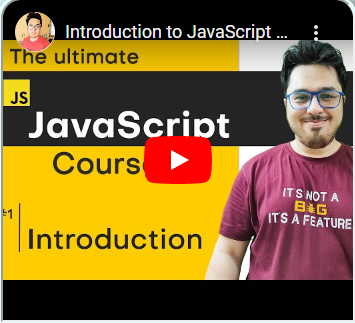 Introduction to JavaScript ...
The ultimate
JS
JavaScript
Course
#1
Introduction
IT'S NOT A
BUG
IT'S A FEATURE